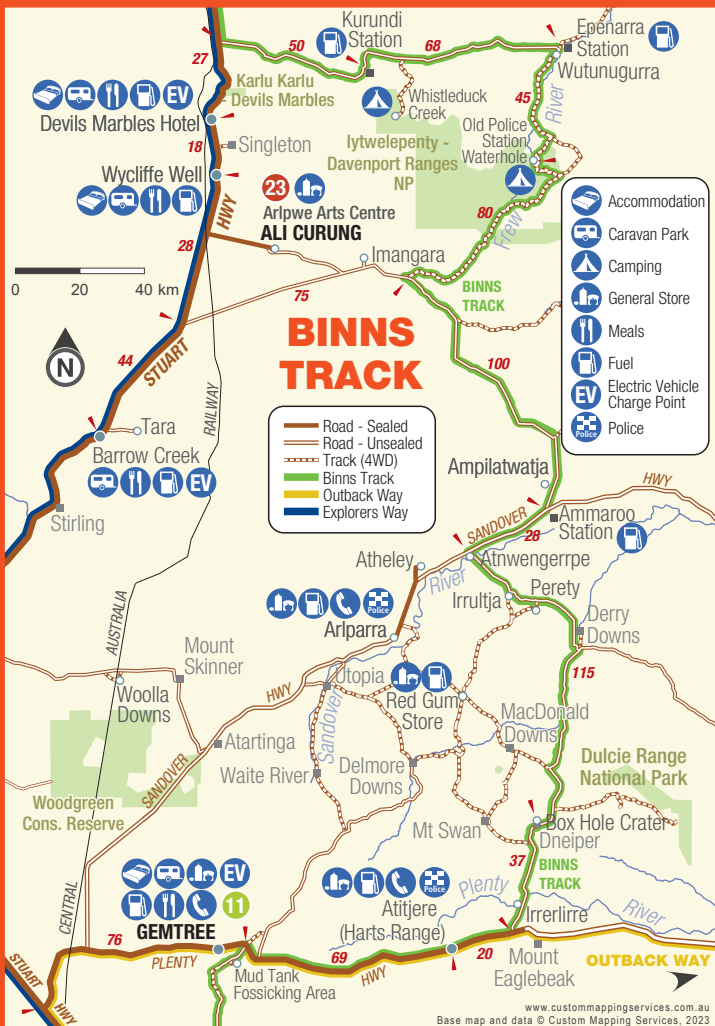 27
50
Kurundi
Station
68
Epenarra
Station
Wutunugurra
EV
Devils Marbles Hotel
Karlu Karlu
- Devils Marbles
Whistleduck
Creek
45
River
18
Singleton
Old Police
Station
Waterhole
Iytwelepenty -
Davenport Ranges
NP
Wycliffe Well
HWY
23
Arlpwe Arts Centre
ALI CURUNG
80
Frew
Imangara
28
0 20 40 km
75
BINNS
TRACK
Accommodation
Caravan Park
Camping
General Store
Meals
Fuel
EV
Electric Vehicle
Charge Point
Police
Police
BINNS
TRACK
N
44
STUART
100
RAILWAY
Road - Sealed
Road - Unsealed
Track (4WD)
Binns Track
Outback Way
Explorers Way
Tara
Barrow Creek
EV
Ampilatwatja
HWY
Stirling
SANDOVER
28
Ammaroo
Station
Atheley
Atnwengerrpe
River
Irrultja
Perety
Police
Arlparra
Derry
Downs
AUSTRALIA
Mount
Skinner
115
Utopia
HWY
Red Gum
Store
Woolla
Downs
Sandover
MacDonald
Downs
Atartinga
SANDOVER
Waite River
Delmore
Downs
Dulcie Range
National Park
Woodgreen
Cons. Reserve
Mt Swan
Box Hole Crater
Dneiper
37
BINNS
TRACK
EV
11
GEMTREE
Police
Atitjere
(Harts Range)
Plenty
Irrerlirre
River
CENTRAL
76
PLENTY
69
HWY
20
Mount
Eaglebeak
OUTBACK WAY
Mud Tank
Fossicking Area
STUART
HWY
www.custommappingservices.com.au
Base map and data © Custom Mapping Services, 2023